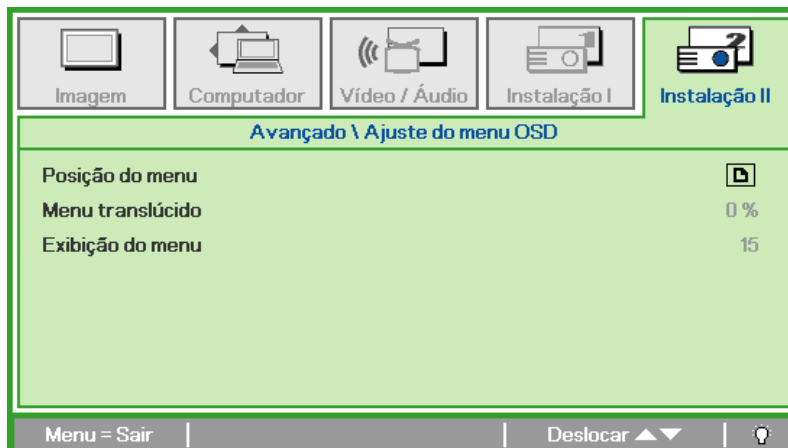 Imagem Computador Vídeo / Áudio Instalação I Instalação II
Avançado \ Ajuste do menu OSD
Posição do menu
Menu translúcido 0 %
Exibição do menu 15
Menu = Sair Deslocar ▲▼